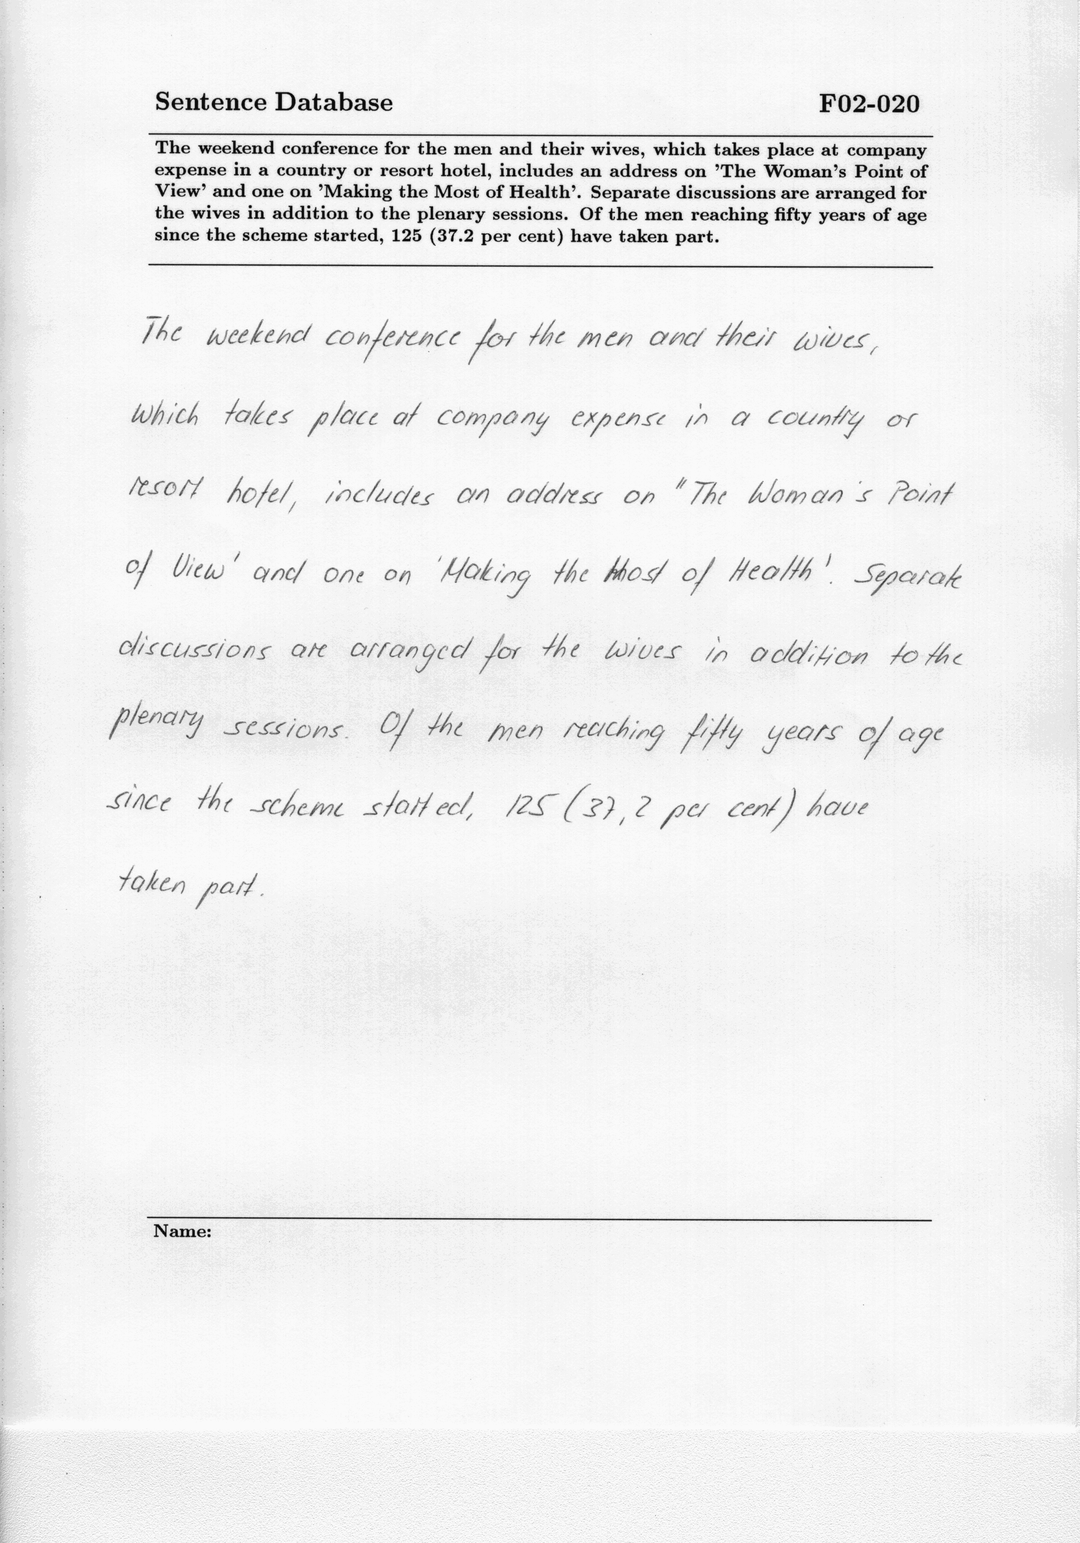 Sentence Database F02-020
The weekend conference for the men and their wives, which takes place at company
expense in a country or resort hotel, includes an address on 'The Woman's Point of
View' and one on 'Making the Most of Health'. Separate discussions are arranged for
the wives in addition to the plenary sessions. Of the men reaching fifty years of age
since the scheme started, 125 (37.2 per cent) have taken part.
The weekend conference for the men and their wives,
which takes place at company expense in a country or
resort hotel, includes an address on "The Woman's Point
of View' and one on 'Making the Most of Health'. Separate
discussions are arranged for the wives in addition to the
plenary sessions. Of the men reaching fifty years of age
since the scheme started, 125 (37,2 per cent) have
taken part.
Name: